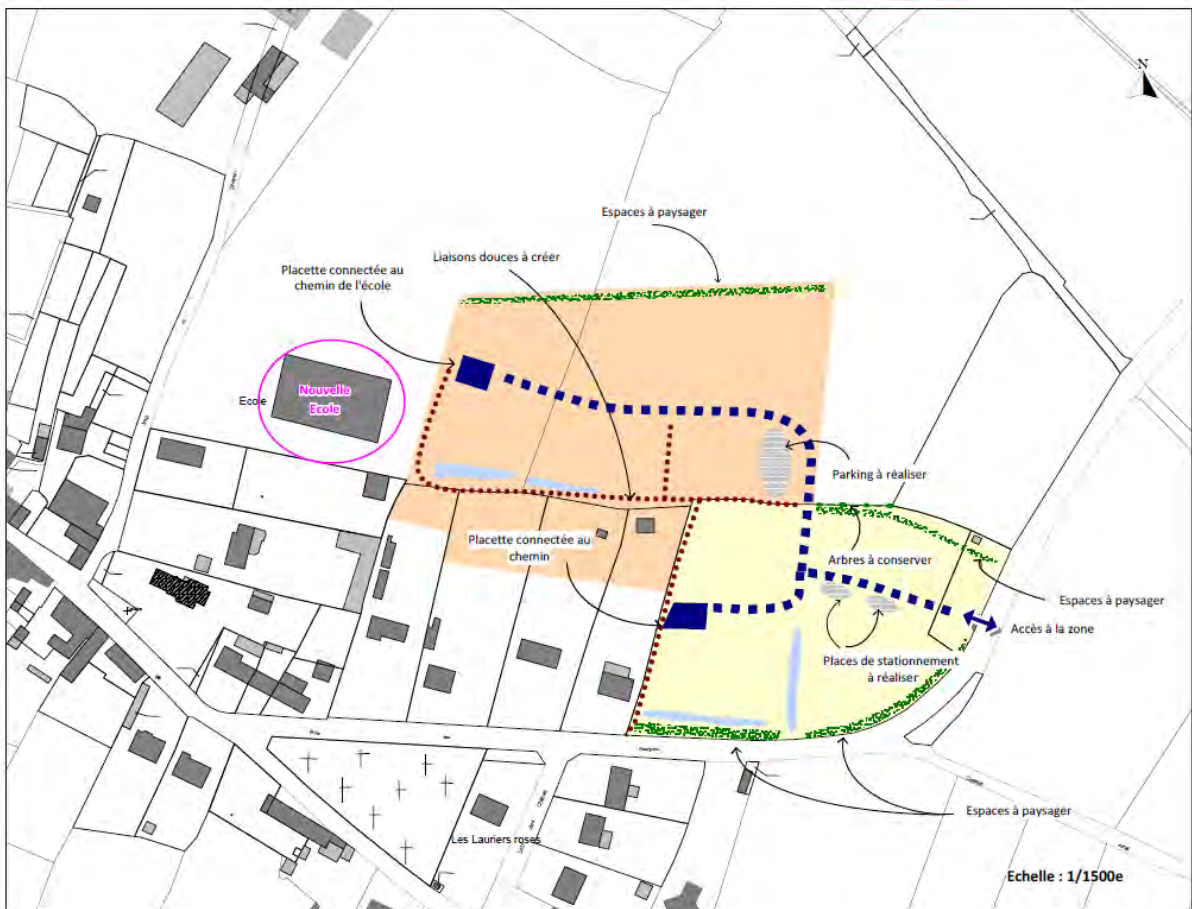 N
Espaces à paysager
Liaisons douces à créer
Placette connectée au
chemin de l'école
Ecole
Nouvelle
Ecole
Parking à réaliser
Placette connectée au
chemin
Arbres à conserver
Espaces à paysager
Accès à la zone
Places de stationnement
à réaliser
Espaces à paysager
Les Lauriers roses
Echelle : 1/1500e